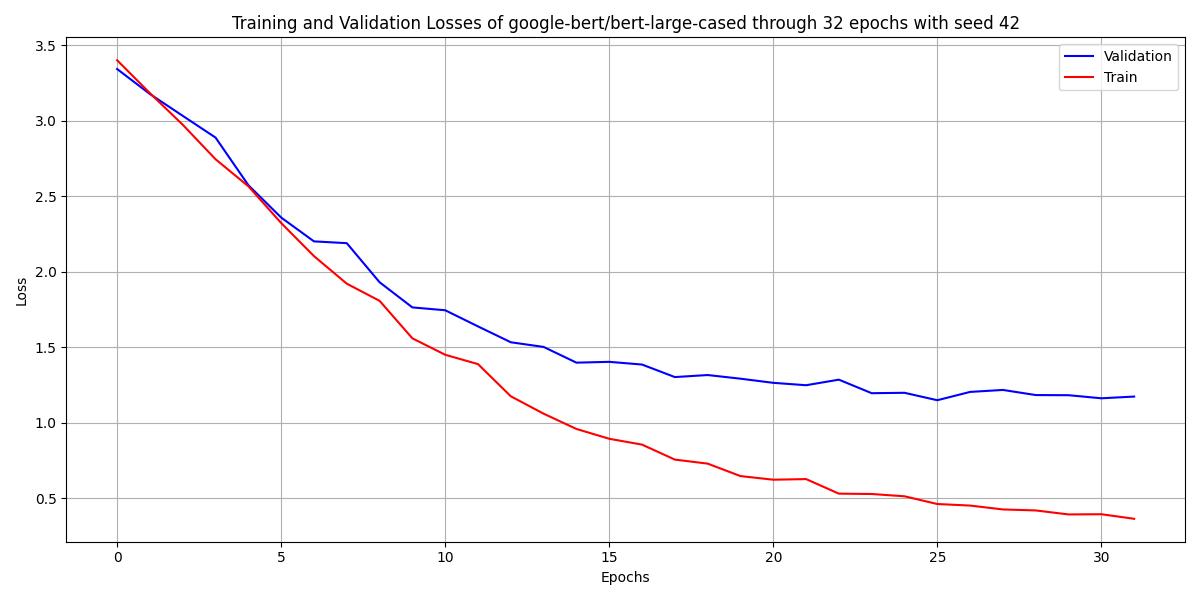 Training and Validation Losses of google-bert/bert-large-cased through 32 epochs with seed 42
Validation
Train
3.5
3.0
2.5
2.0
1.5
1.0
0.5
Loss
0 5 10 15 20 25 30
Epochs